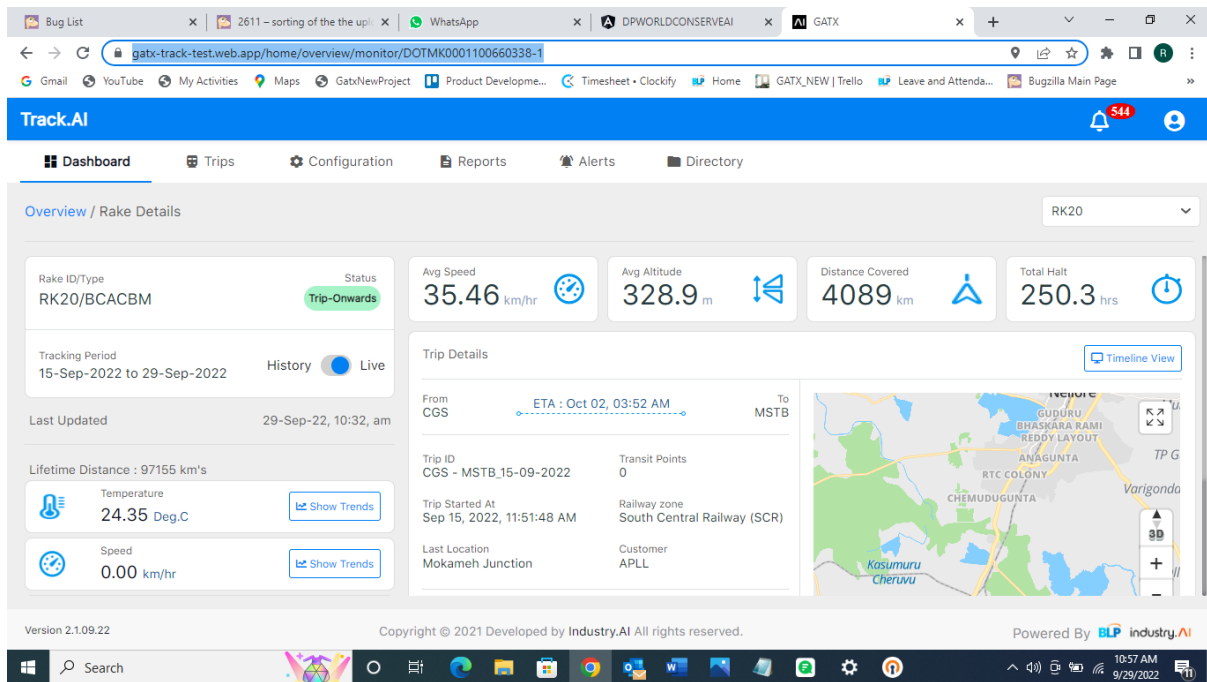 Bug List
2611 – sorting of the the upl
WhatsApp
DPWORLDCONSERVEAI
GATX
gatx-track-test.web.app/home/overview/monitor/DOTMK0001100660338-1
R
Gmail
YouTube
My Activities
Maps
GatxNewProject
Product Developme...
Timesheet • Clockify
Home
GATX_NEW | Trello
Leave and Attenda...
Bugzilla Main Page
»
Track.AI
544
Dashboard
Trips
Configuration
Reports
Alerts
Directory
Overview / Rake Details
RK20
Rake ID/Type
RK20/BCACBM
Status
Trip-Onwards
Tracking Period
15-Sep-2022 to 29-Sep-2022
History
Live
Last Updated
29-Sep-22, 10:32, am
Lifetime Distance : 97155 km's
Temperature
24.35 Deg.C
Show Trends
Speed
0.00 km/hr
Show Trends
Avg Speed
35.46 km/hr
Avg Altitude
328.9 m
Distance Covered
4089 km
Total Halt
250.3 hrs
Trip Details
Timeline View
From
CGS
ETA : Oct 02, 03:52 AM
To
MSTB
Trip ID
CGS - MSTB_15-09-2022
Transit Points
0
Trip Started At
Sep 15, 2022, 11:51:48 AM
Railway zone
South Central Railway (SCR)
Last Location
Mokameh Junction
Customer
APLL
Nellore
GUDURU
BHASKARA RAMI
REDDY LAYOUT
ANAGUNTA
TP G
RTC COLONY
Varigonda
CHEMUDUGUNTA
3D
+
Kasumuru
Cheruvu
Version 2.1.09.22
Copyright © 2021 Developed by Industry.AI All rights reserved.
Powered By BLP industry.AI
Search
10:57 AM
9/29/2022
11